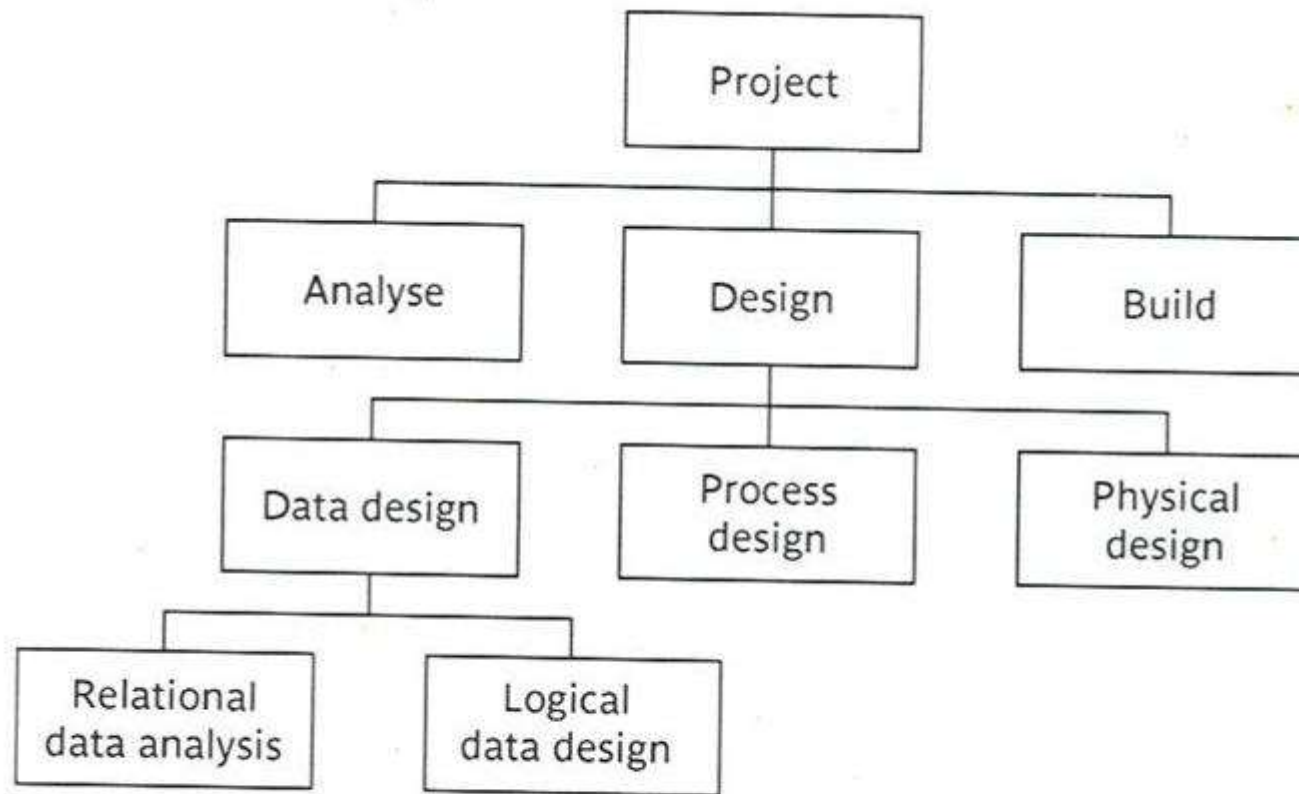 Project
Analyse
Design
Build
Data design
Process
design
Physical
design
Relational
data analysis
Logical
data design